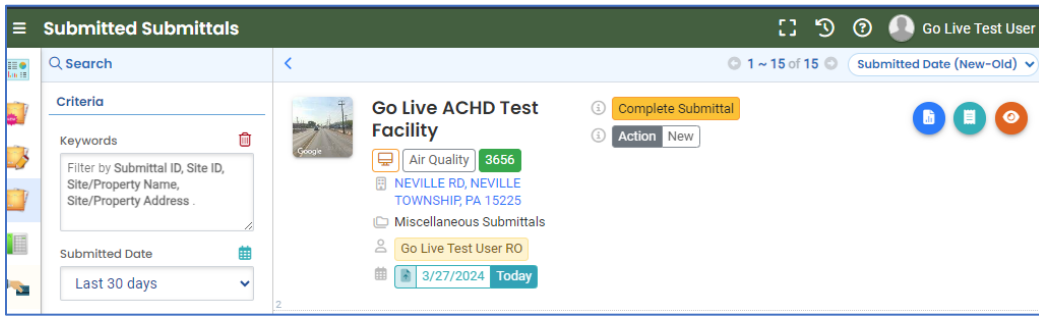 Submitted Submittals
Go Live Test User
Search
1 ~ 15 of 15
Submitted Date (New-Old)
Criteria
Keywords
Filter by Submittal ID, Site ID,
Site/Property Name,
Site/Property Address .
Submitted Date
Last 30 days
Google
Go Live ACHD Test
Facility
Air Quality 3656
NEVILLE RD, NEVILLE
TOWNSHIP, PA 15225
Miscellaneous Submittals
Go Live Test User RO
3/27/2024 Today
Complete Submittal
Action New
2